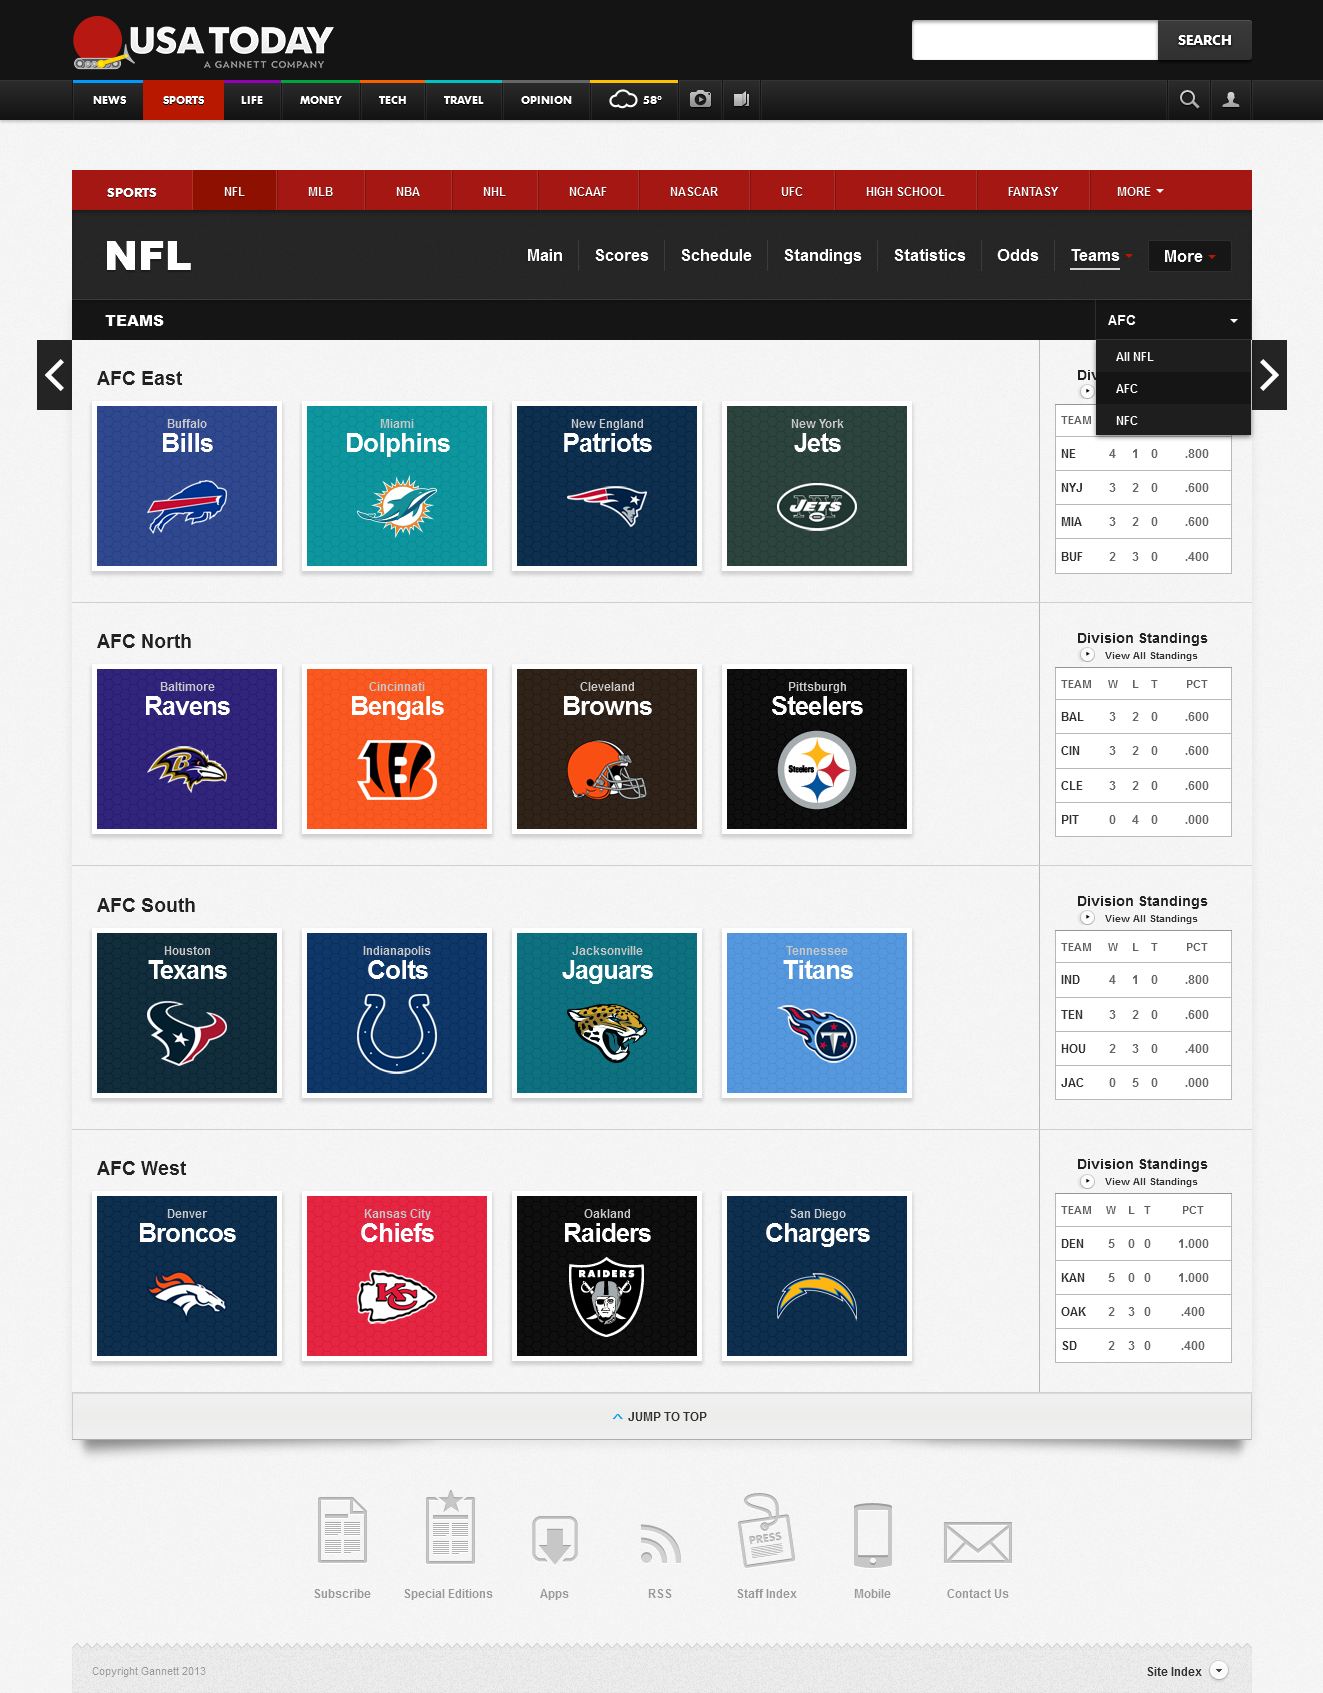 USA TODAY
A GANNETT COMPANY
SEARCH
NEWS SPORTS LIFE MONEY TECH TRAVEL OPINION 58°
SPORTS NFL MLB NBA NHL NCAAF NASCAR UFC HIGH SCHOOL FANTASY MORE
NFL Main Scores Schedule Standings Statistics Odds Teams More
TEAMS AFC
All NFL
AFC
NFC
AFC East
Buffalo
Bills
Miami
Dolphins
New England
Patriots
New York
Jets
JETS
NY
Div
TEAM
NE 4 1 0 .800
NYJ 3 2 0 .600
MIA 3 2 0 .600
BUF 2 3 0 .400
AFC North
Baltimore
Ravens
B
Cincinnati
Bengals
B
Cleveland
Browns
Pittsburgh
Steelers
Steelers
Division Standings
View All Standings
TEAM W L T PCT
BAL 3 2 0 .600
CIN 3 2 0 .600
CLE 3 2 0 .600
PIT 0 4 0 .000
AFC South
Houston
Texans
Indianapolis
Colts
Jacksonville
Jaguars
Tennessee
Titans
T
Division Standings
View All Standings
TEAM W L T PCT
IND 4 1 0 .800
TEN 3 2 0 .600
HOU 2 3 0 .400
JAC 0 5 0 .000
AFC West
Denver
Broncos
Kansas City
Chiefs
KC
Oakland
Raiders
RAIDERS
San Diego
Chargers
Division Standings
View All Standings
TEAM W L T PCT
DEN 5 0 0 1.000
KAN 5 0 0 1.000
OAK 2 3 0 .400
SD 2 3 0 .400
JUMP TO TOP
PRESS
Subscribe Special Editions Apps RSS Staff Index Mobile Contact Us
Copyright Gannett 2013 Site Index